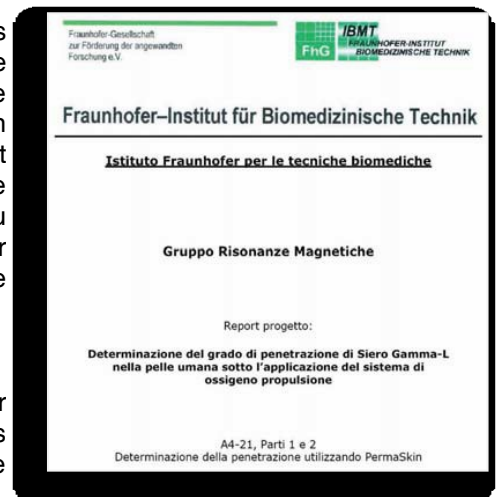 Fraunhofer-Gesellschaft
zur Förderung der angewandten
Forschung e.V.
FhG
IBMT
FRAUNHOFER-INSTITUT
BIOMEDIZINISCHE TECHNIK
Fraunhofer–Institut für Biomedizinische Technik
Istituto Fraunhofer per le tecniche biomediche
Gruppo Risonanze Magnetiche
Report progetto:
Determinazione del grado di penetrazione di Siero Gamma-L
nella pelle umana sotto l'applicazione del sistema di
ossigeno propulsione
A4-21, Parti 1 e 2
Determinazione della penetrazione utilizzando PermaSkin